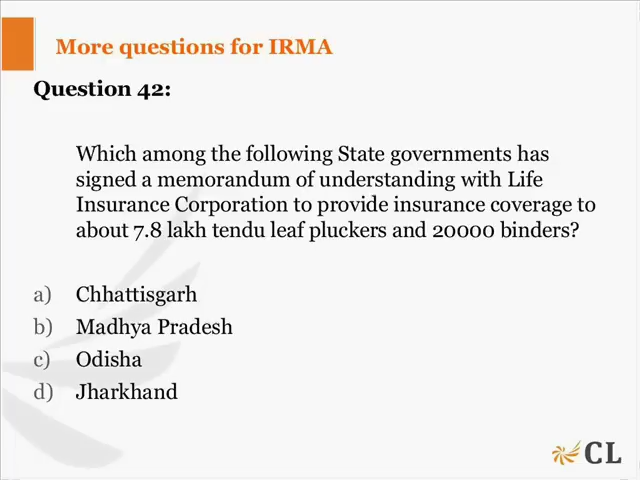 More questions for IRMA
Question 42:
Which among the following State governments has
signed a memorandum of understanding with Life
Insurance Corporation to provide insurance coverage to
about 7.8 lakh tendu leaf pluckers and 20000 binders?
a) Chhattisgarh
b) Madhya Pradesh
c) Odisha
d) Jharkhand
CL